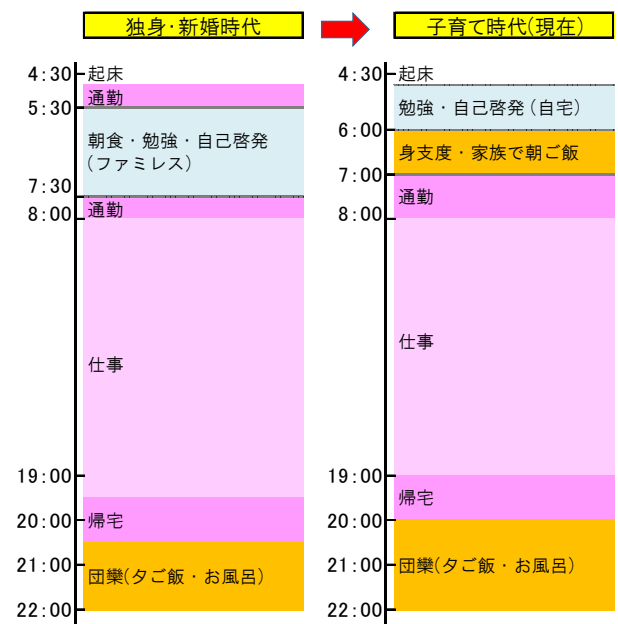 独身･新婚時代
4:30 起床
通勤
5:30
朝食・勉強・自己啓発
(ファミレス)
7:30
通勤
8:00
仕事
19:00
帰宅
20:00
21:00
団欒(夕ご飯・お風呂)
22:00
子育て時代(現在)
4:30 起床
勉強・自己啓発(自宅)
6:00
身支度・家族で朝ご飯
7:00
通勤
8:00
仕事
19:00
帰宅
20:00
21:00 団欒(夕ご飯・お風呂)
22:00